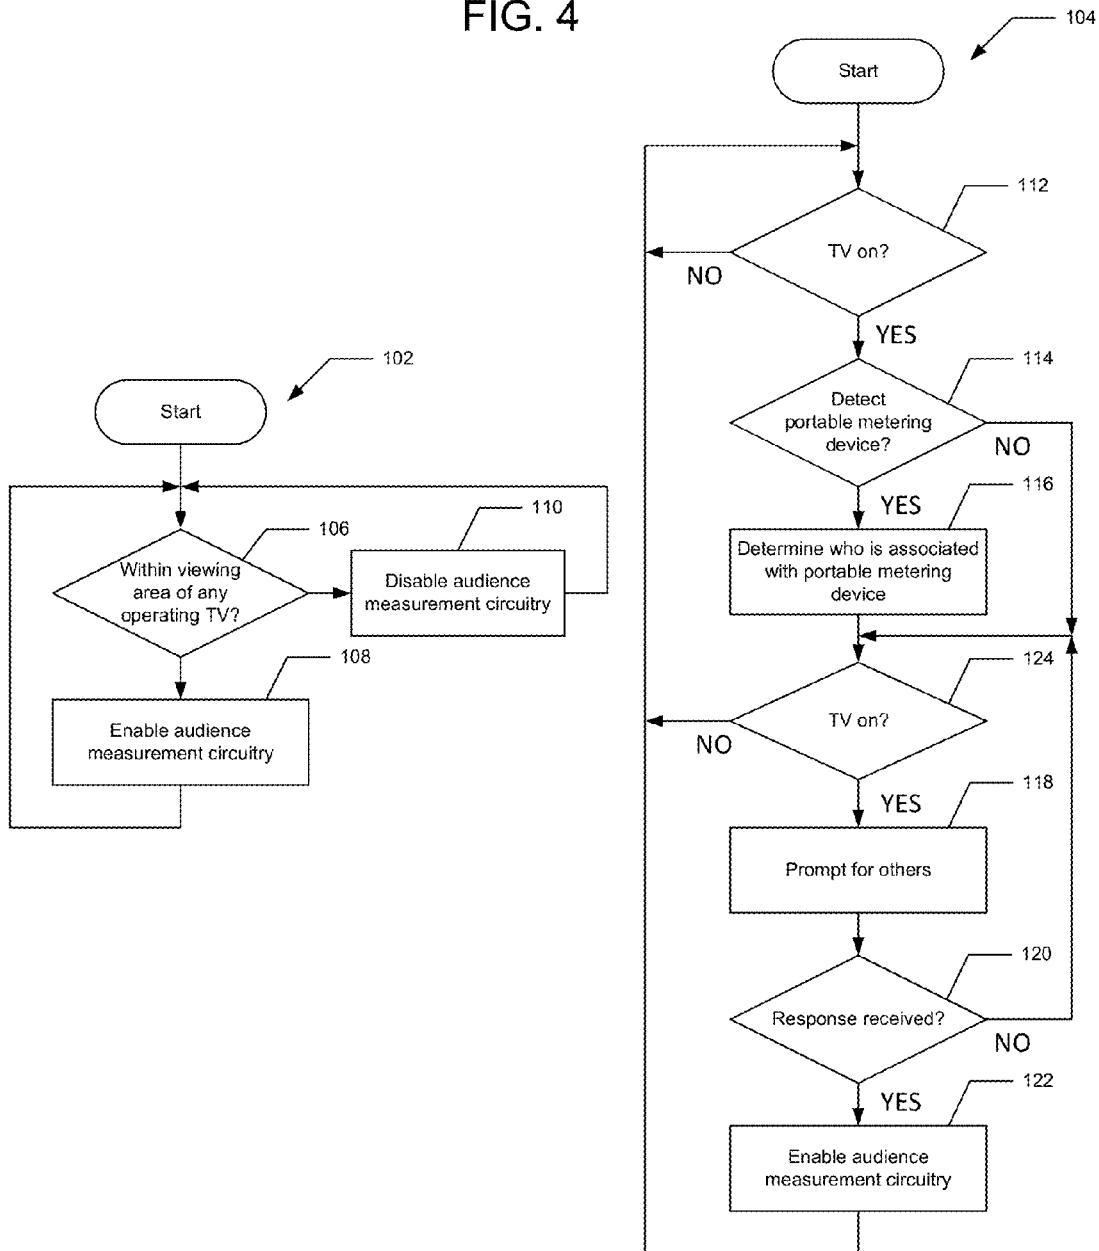 FIG. 4
102
Start
106
Within viewing
area of any
operating TV?
110
Disable audience
measurement circuitry
108
Enable audience
measurement circuitry
104
Start
112
TV on?
NO
YES
114
Detect
portable metering
device?
NO
YES
116
Determine who is associated
with portable metering
device
124
TV on?
NO
YES
118
Prompt for others
120
Response received?
NO
YES
122
Enable audience
measurement circuitry